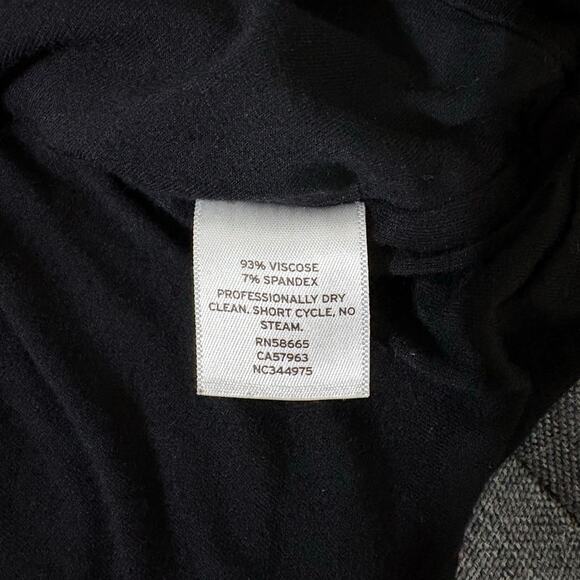 93% VISCOSE
7% SPANDEX
PROFESSIONALLY DRY
CLEAN. SHORT CYCLE, NO
STEAM.
RN58665
CA57963
NC344975